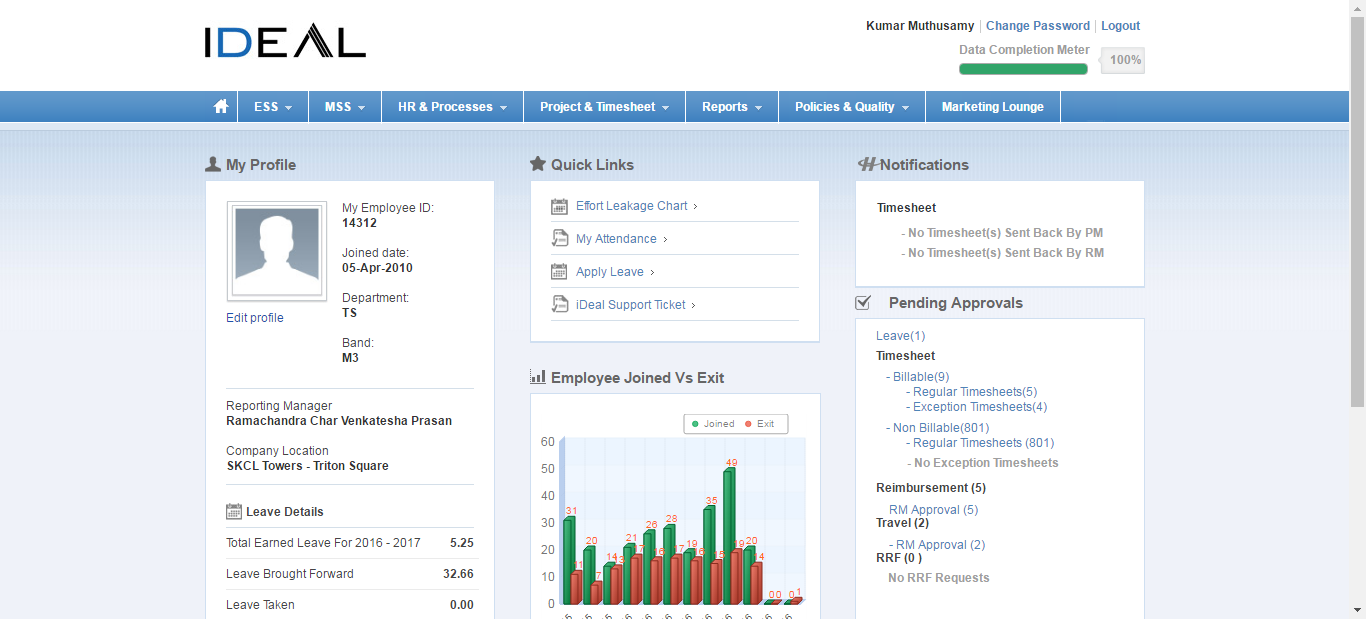 IDEAL
Kumar Muthusamy | Change Password | Logout
Data Completion Meter
100%
ESS
MSS
HR & Processes
Project & Timesheet
Reports
Policies & Quality
Marketing Lounge
My Profile
My Employee ID:
14312
Joined date:
05-Apr-2010
Department:
TS
Edit profile
Band:
M3
Reporting Manager
Ramachandra Char Venkatesha Prasan
Company Location
SKCL Towers - Triton Square
Leave Details
Total Earned Leave For 2016 - 2017 5.25
Leave Brought Forward 32.66
Leave Taken 0.00
Quick Links
Effort Leakage Chart ›
My Attendance ›
Apply Leave ›
iDeal Support Ticket ›
Employee Joined Vs Exit
Joined Exit
60
50
40
30
20
10
0
31 20 14 21 26 28 19 35 49 20 0 0
11 7 13 17 16 17 16 15 19 14 0 1
Notifications
Timesheet
- No Timesheet(s) Sent Back By PM
- No Timesheet(s) Sent Back By RM
Pending Approvals
Leave(1)
Timesheet
- Billable(9)
- Regular Timesheets(5)
- Exception Timesheets(4)
- Non Billable(801)
- Regular Timesheets (801)
- No Exception Timesheets
Reimbursement (5)
RM Approval (5)
Travel (2)
- RM Approval (2)
RRF (0 )
No RRF Requests